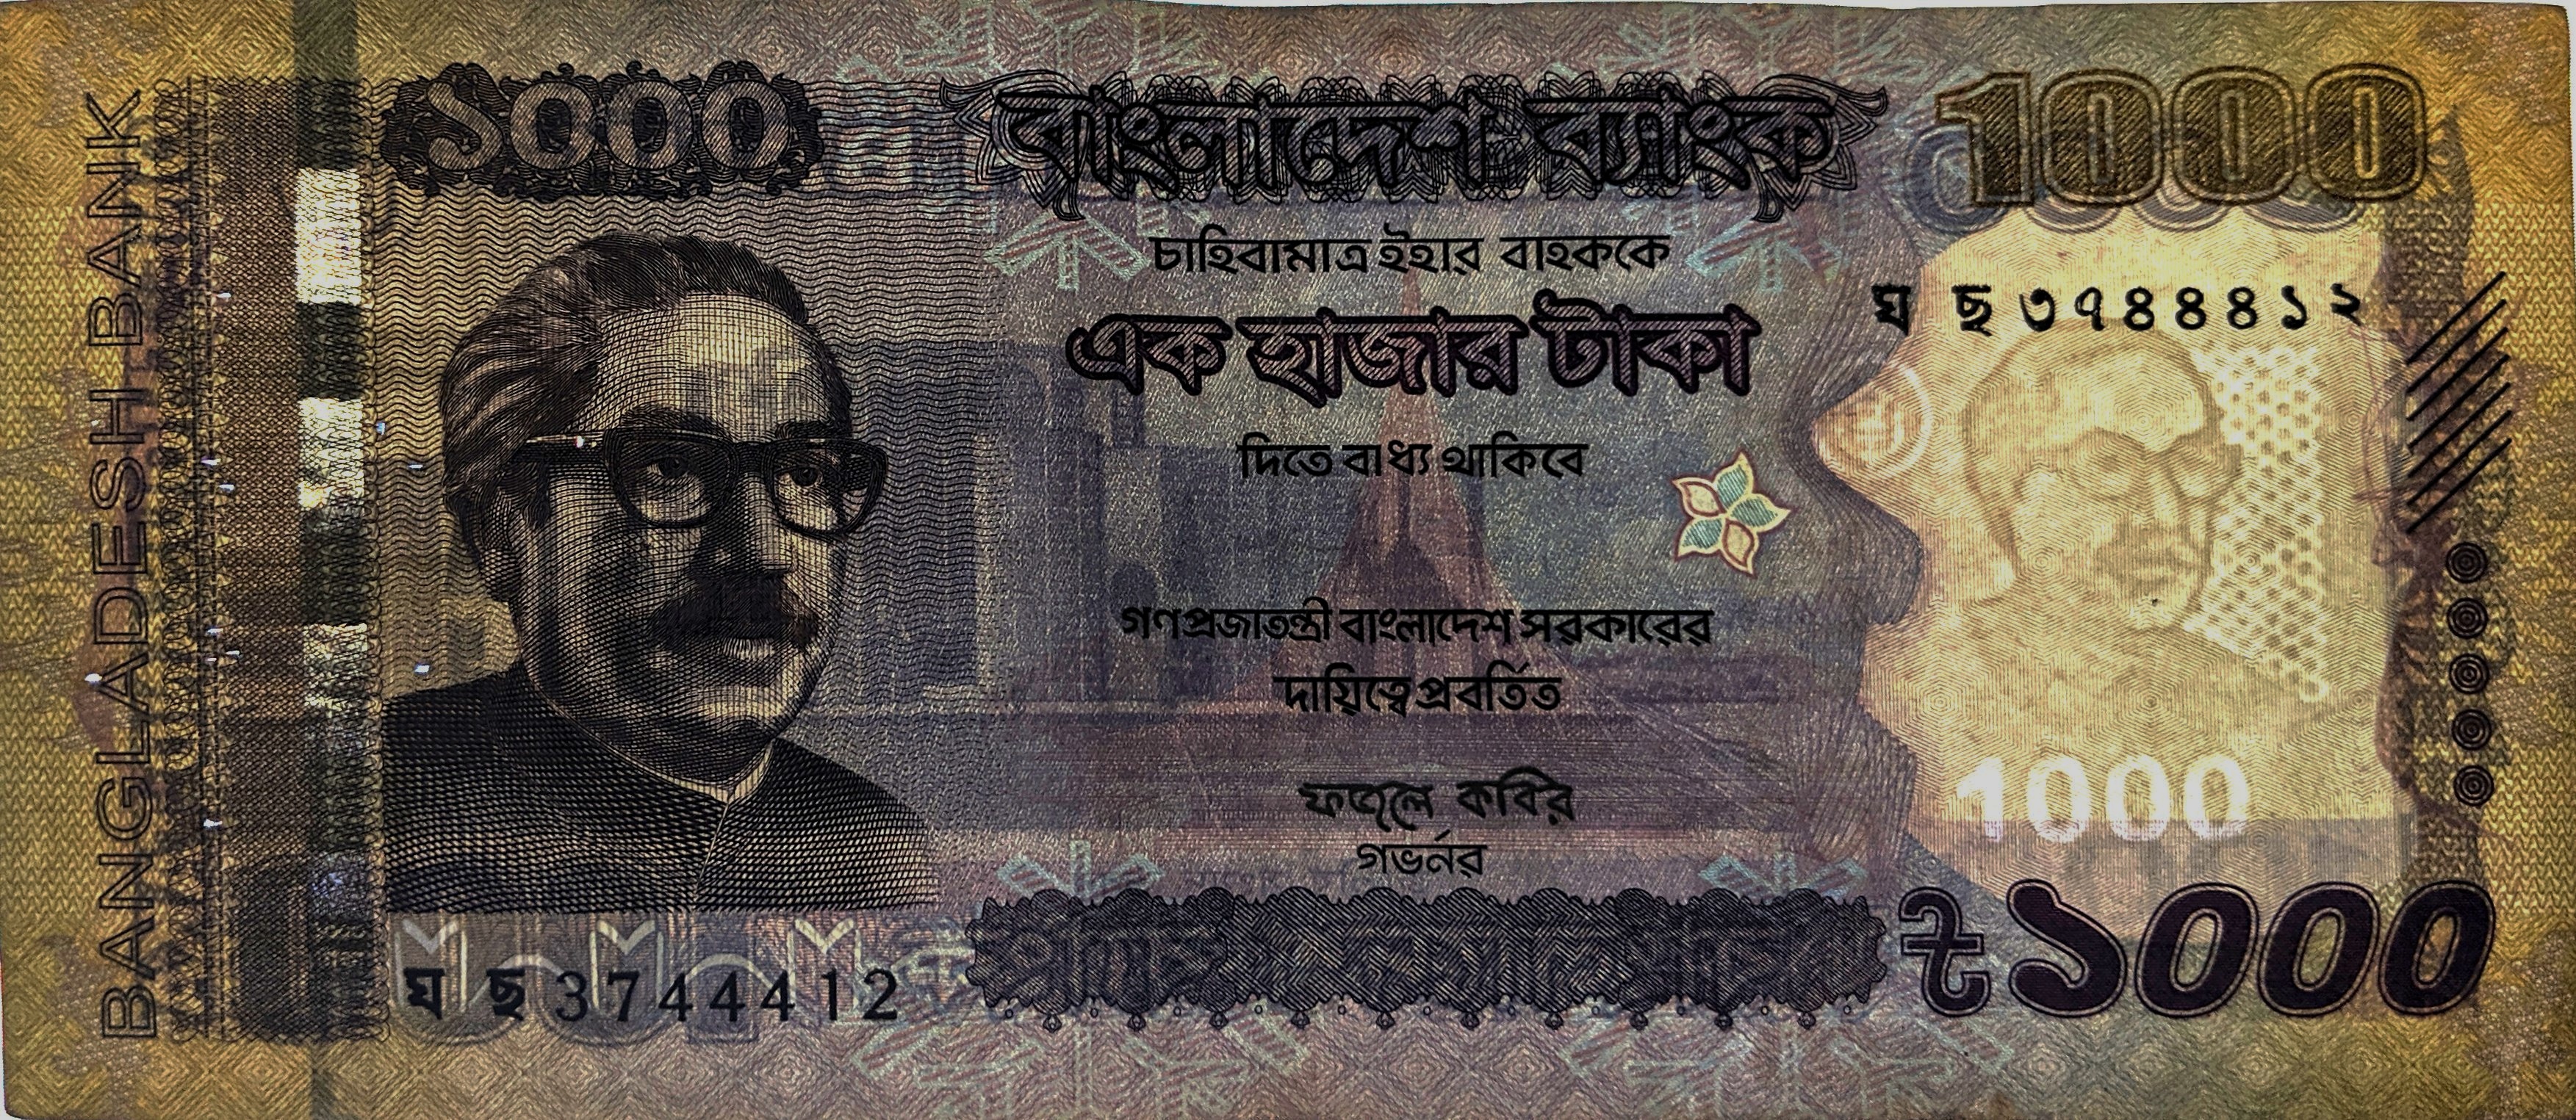 BANGLADESH BANK
১০০০
বাংলাদেশ ব্যাংক
1000
চাহিবামাত্র ইহার বাহককে
এক হাজার টাকা
ঘ ছ ৩৭৪৪৪১২
দিতে বাধ্য থাকিবে
গণপ্রজাতন্ত্রী বাংলাদেশ সরকারের
দায়িত্বে প্রবর্তিত
1000
ফজলে কবির
গভর্নর
৳১০০০
ঘ ছ 3744412